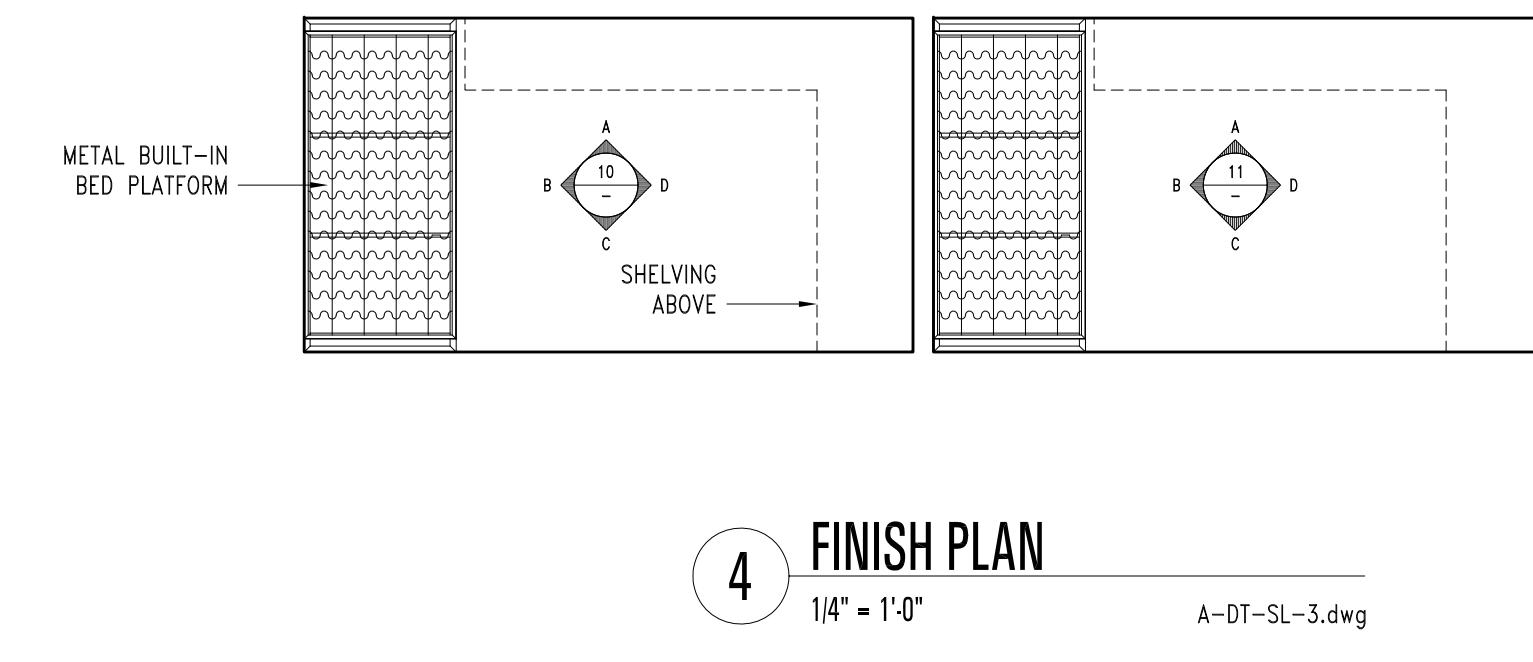 METAL BUILT-IN
BED PLATFORM
A
B
10
D
–
C
SHELVING
ABOVE
A
B
11
D
–
C
4
FINISH PLAN
1/4" = 1'-0"
A-DT-SL-3.dwg